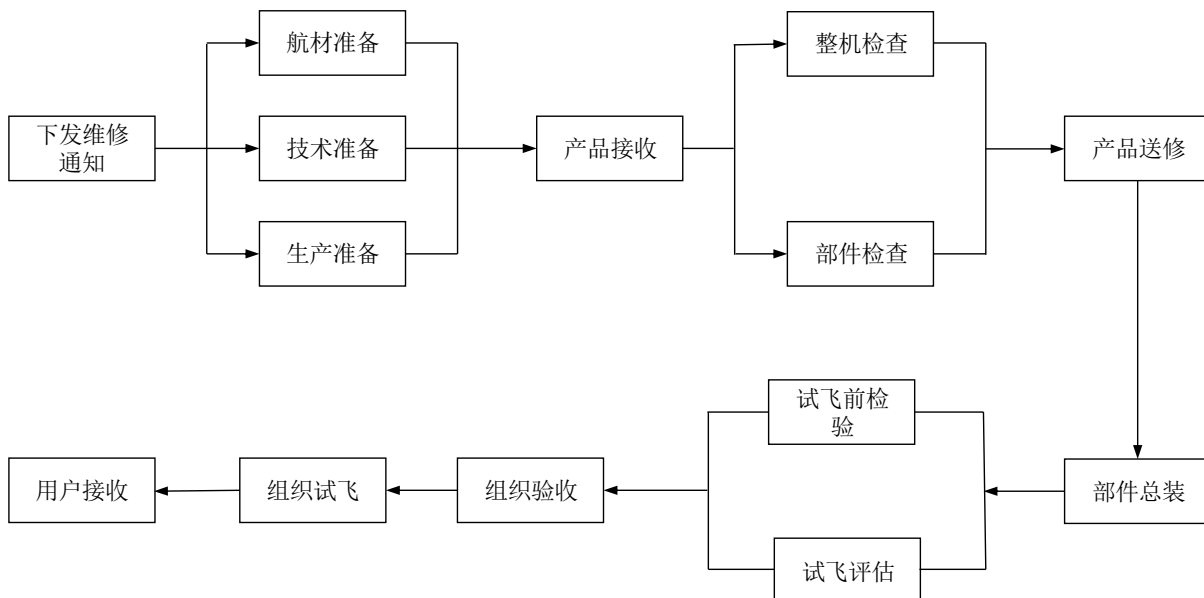 航材准备
整机检查
下发维修
通知
技术准备
产品接收
产品送修
生产准备
部件检查
试飞前检
验
用户接收
组织试飞
组织验收
部件总装
试飞评估